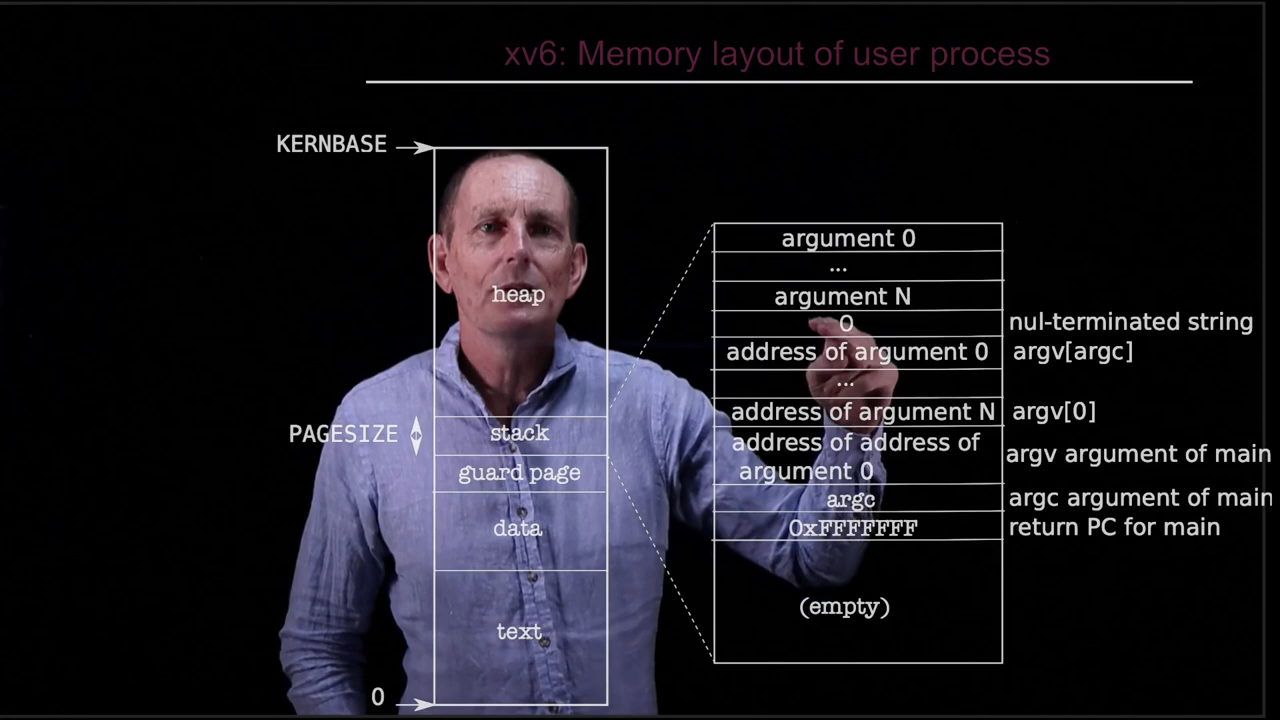 xv6: Memory layout of user process
KERNBASE
heap
PAGESIZE
stack
guard page
data
text
0
argument 0
...
argument N
0
nul-terminated string
address of argument 0
argv[argc]
...
address of argument N
argv[0]
address of address of
argument 0
argv argument of main
argc
argc argument of main
0xFFFFFFF
return PC for main
(empty)